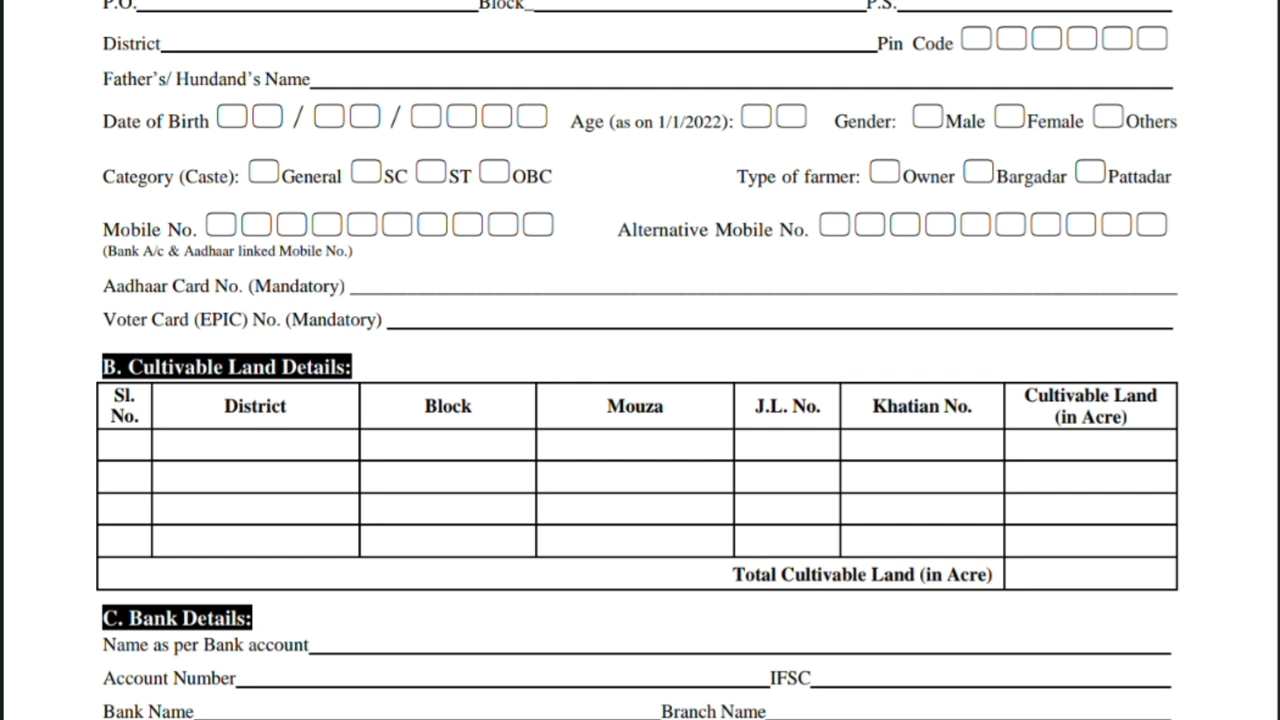 P.O. Block P.S.
District Pin Code
Father's/ Hundand's Name
Date of Birth / / Age (as on 1/1/2022): Gender: Male Female Others
Category (Caste): General SC ST OBC Type of farmer: Owner Bargadar Pattadar
Mobile No. Alternative Mobile No.
(Bank A/c & Aadhaar linked Mobile No.)
Aadhaar Card No. (Mandatory)
Voter Card (EPIC) No. (Mandatory)
B. Cultivable Land Details:
Sl. No. District Block Mouza J.L. No. Khatian No. Cultivable Land (in Acre)
Total Cultivable Land (in Acre)
C. Bank Details:
Name as per Bank account
Account Number IFSC
Bank Name Branch Name